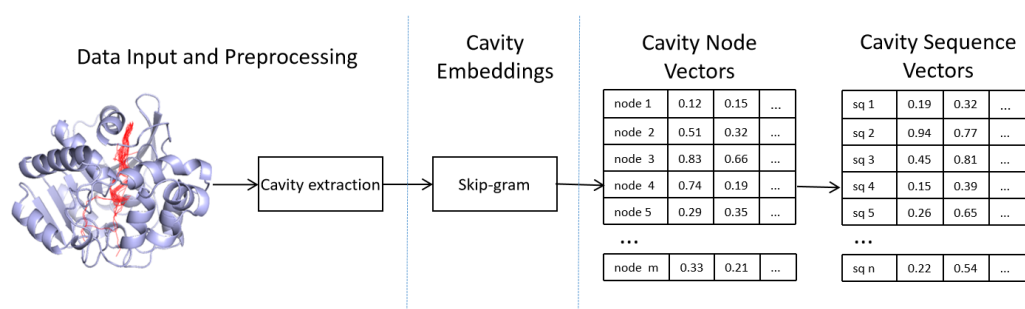 Data Input and Preprocessing
Cavity extraction
Cavity
Embeddings
Skip-gram
Cavity Node
Vectors
node 1 0.12 0.15 ...
node 2 0.51 0.32 ...
node 3 0.83 0.66 ...
node 4 0.74 0.19 ...
node 5 0.29 0.35 ...
...
node m 0.33 0.21 ...
Cavity Sequence
Vectors
sq 1 0.19 0.32 ...
sq 2 0.94 0.77 ...
sq 3 0.45 0.81 ...
sq 4 0.15 0.39 ...
sq 5 0.26 0.65 ...
...
sq n 0.22 0.54 ...